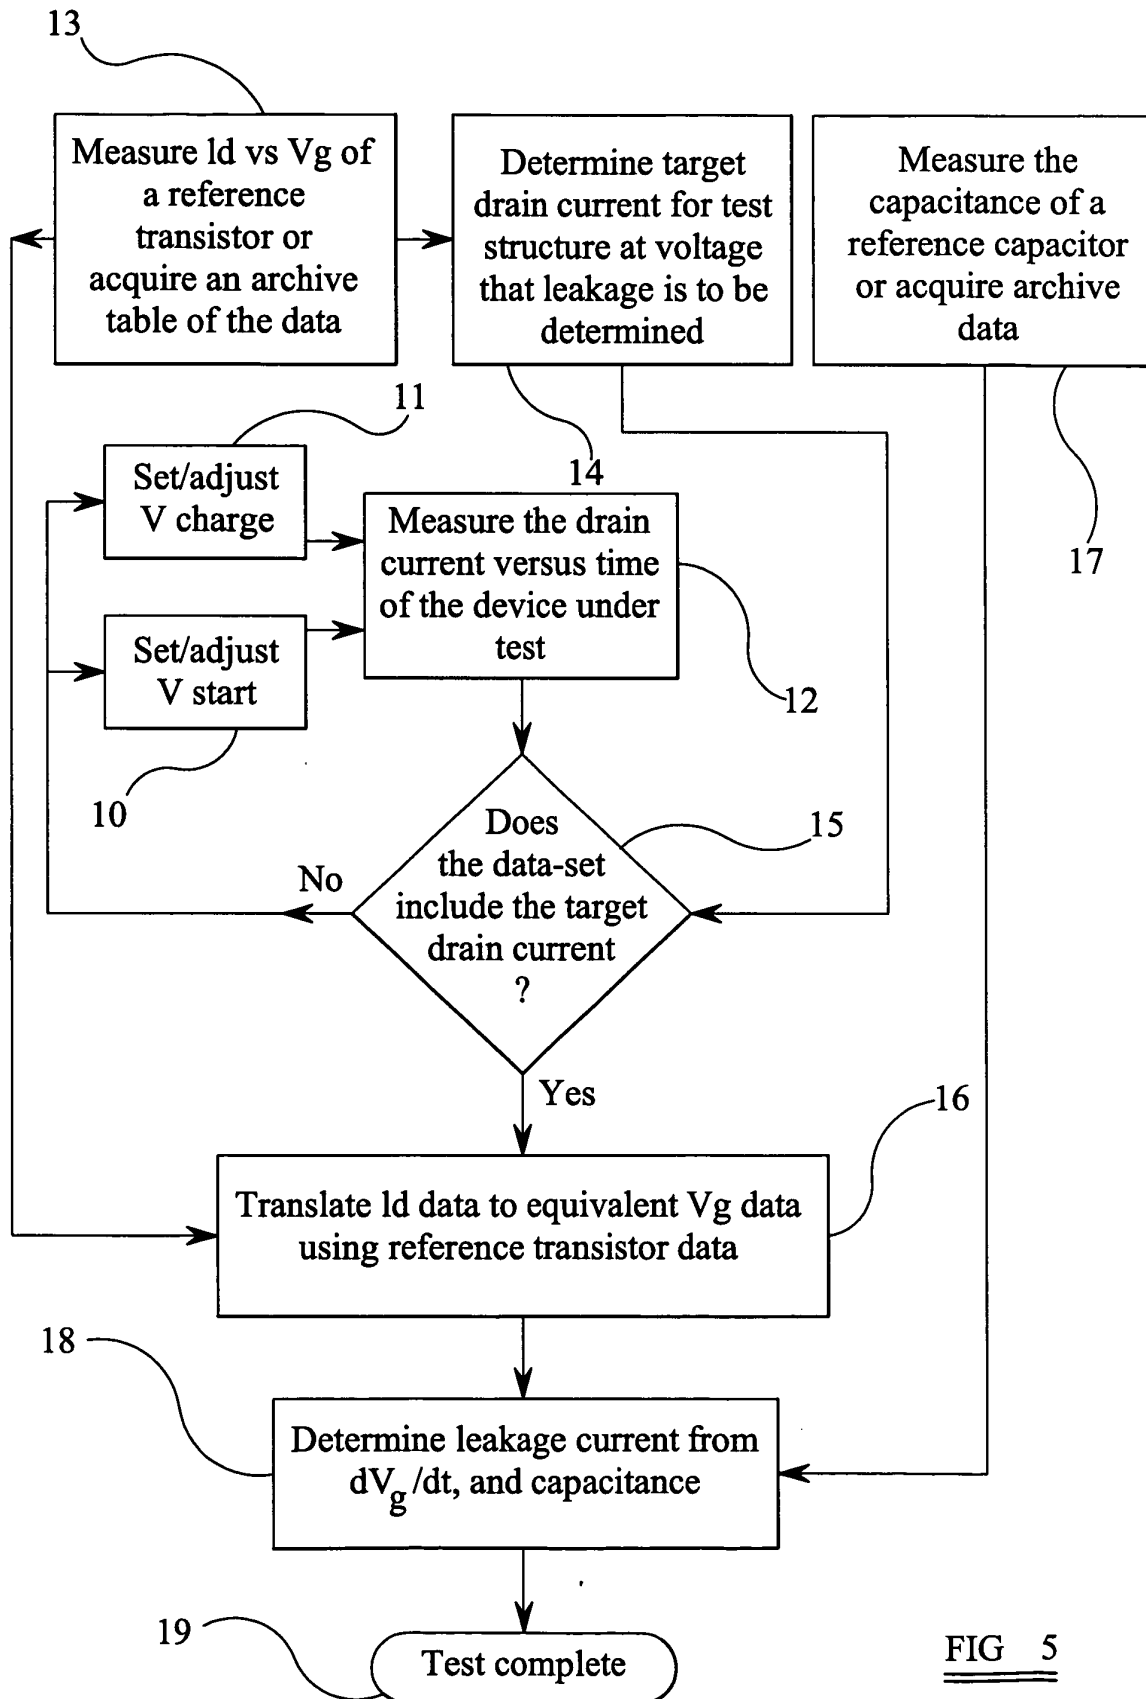 13
Measure ld vs Vg of
a reference
transistor or
acquire an archive
table of the data
Determine target
drain current for test
structure at voltage
that leakage is to be
determined
Measure the
capacitance of a
reference capacitor
or acquire archive
data
11
14
17
Set/adjust
V charge
Measure the drain
current versus time
of the device under
test
12
Set/adjust
V start
10
Does
the data-set
include the target
drain current
?
15
No
Yes
16
Translate ld data to equivalent Vg data
using reference transistor data
18
Determine leakage current from
dVg/dt, and capacitance
19
Test complete
FIG 5